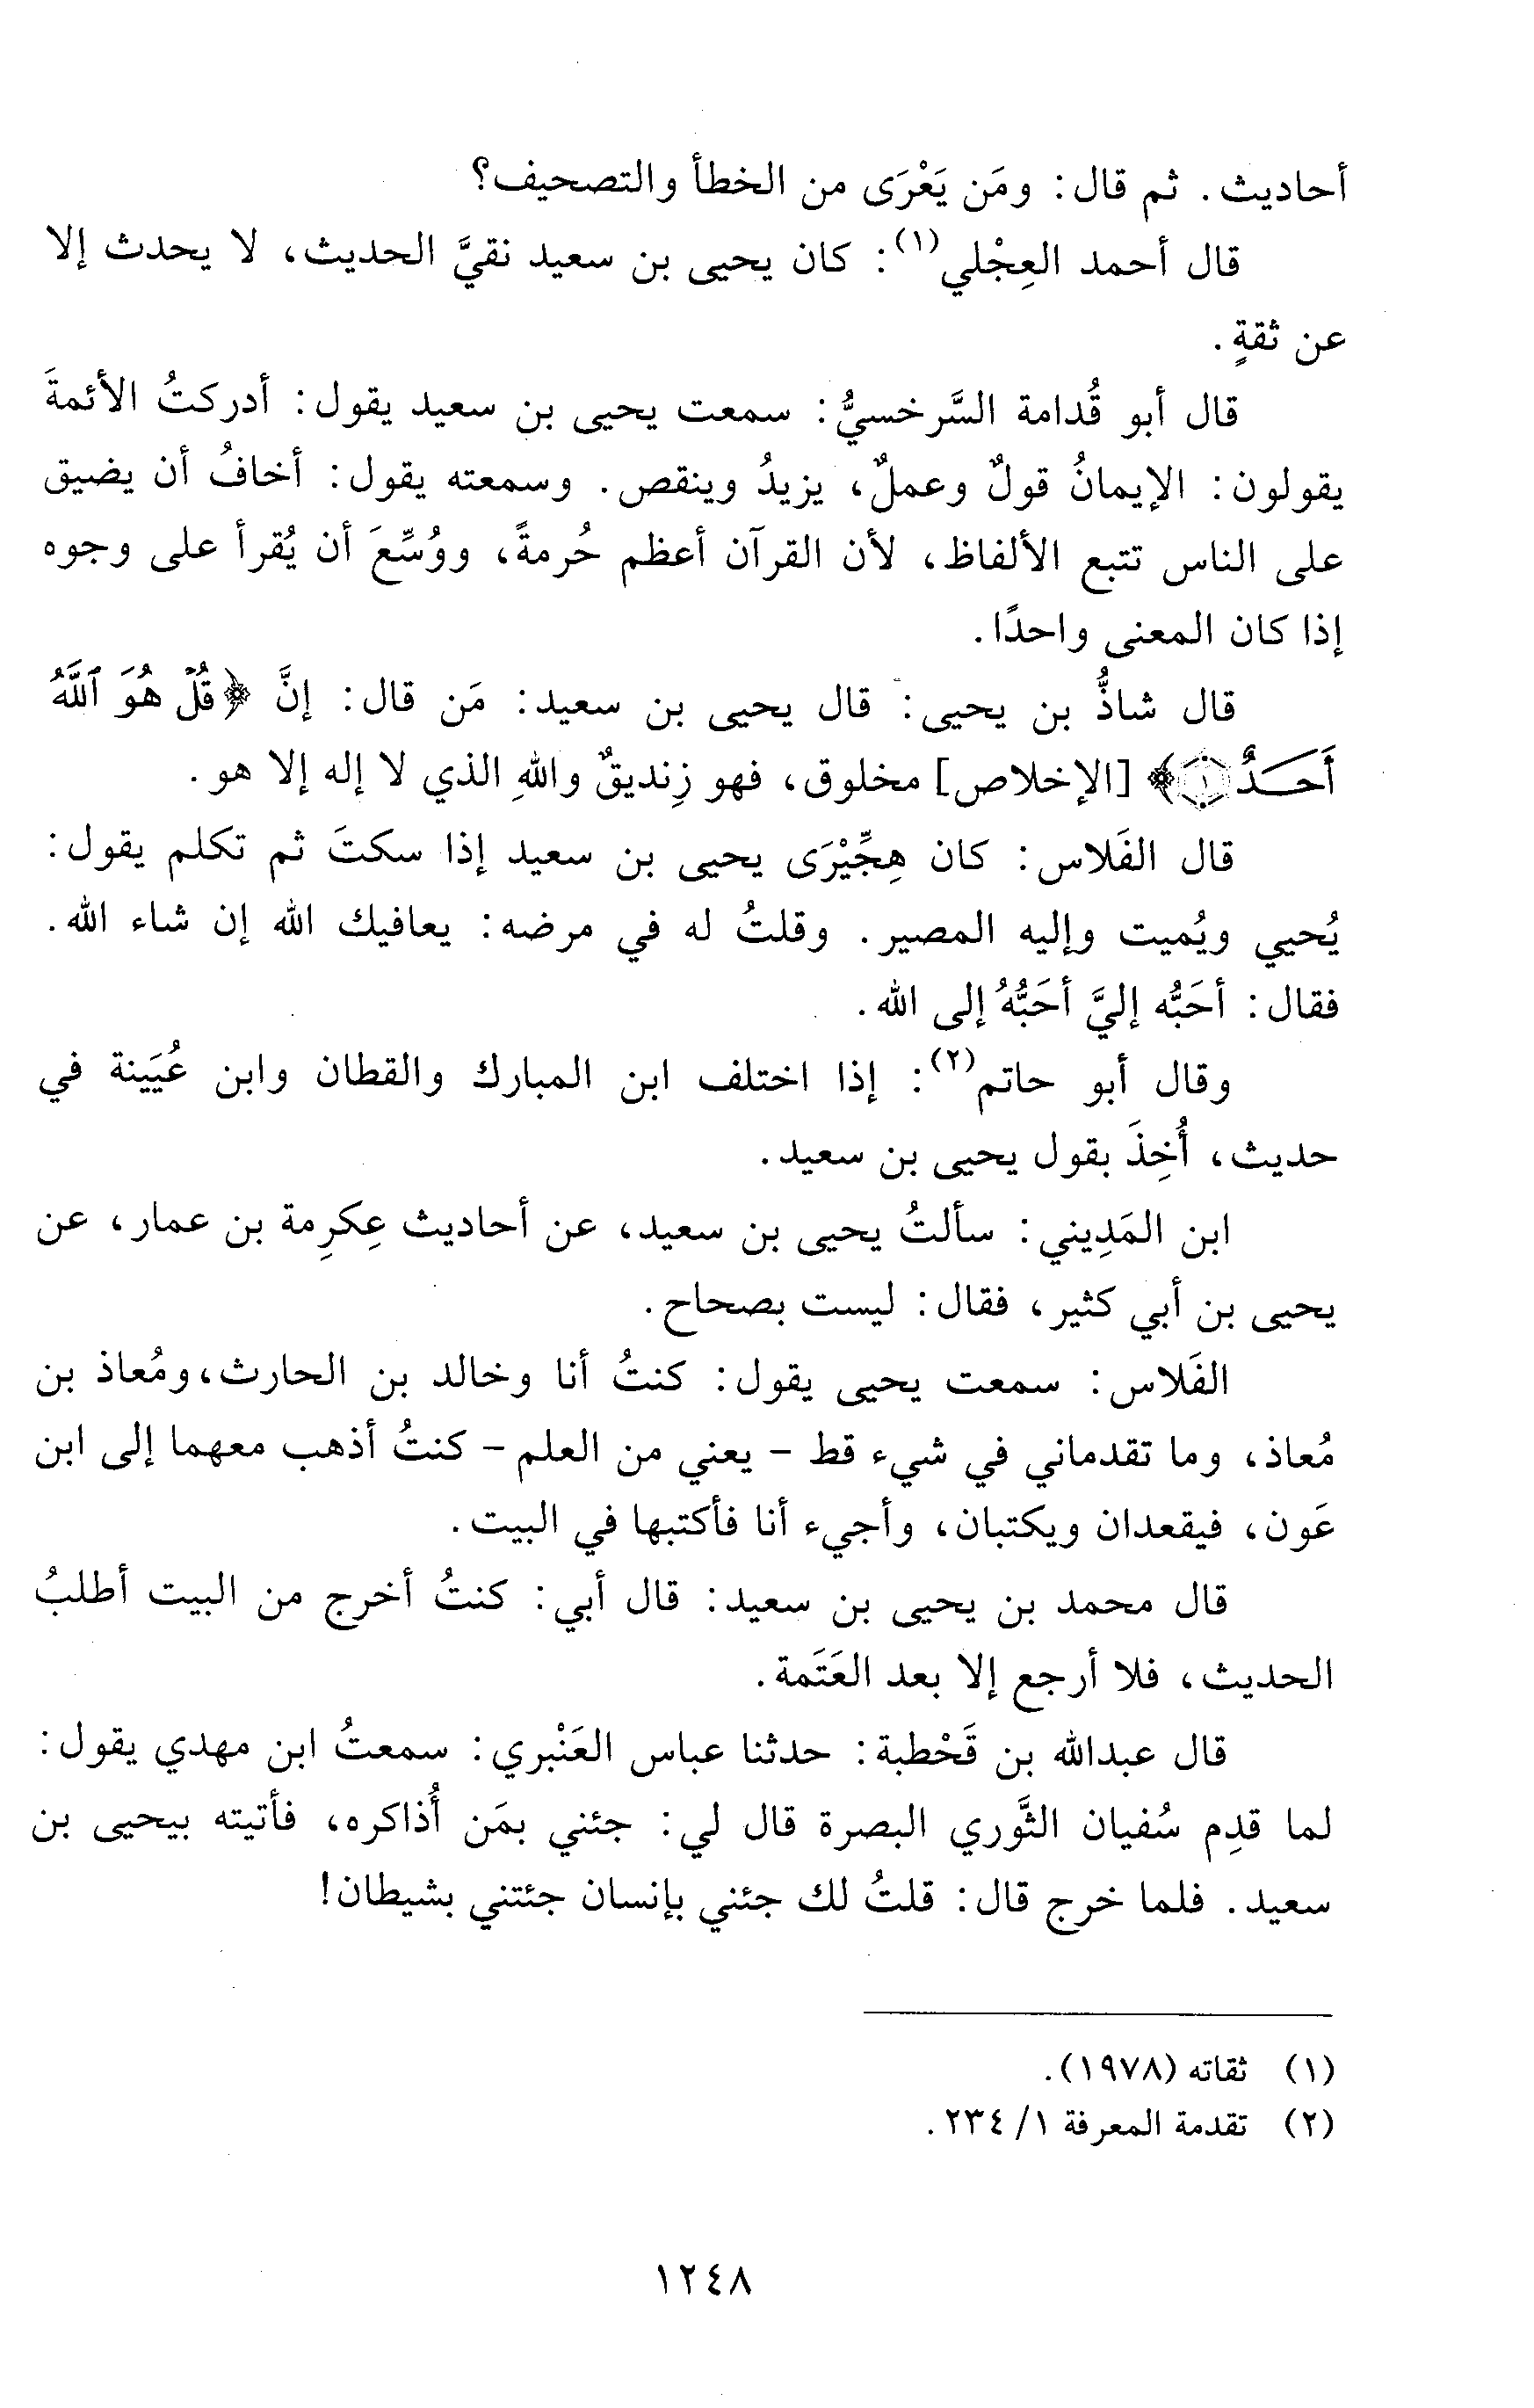 أحاديث. ثم قال: ومَن يَعْرَى من الخطأ والتصحيف؟
قال أحمد العِجْلي(١): كان يحيى بن سعيد نقيَّ الحديث، لا يحدث إلا
عن ثقةٍ.
قال أبو قُدامة السَّرخسيُّ: سمعت يحيى بن سعيد يقول: أدركتُ الأئمةَ
يقولون: الإيمانُ قولٌ وعملٌ، يزيدُ وينقص. وسمعته يقول: أخافُ أن يضيق
على الناس تتبع الألفاظ، لأن القرآن أعظم حُرمةً، ووُسِّعَ أن يُقرأ على وجوه
إذا كان المعنى واحدًا.
قال شاذُّ بن يحيى: قال يحيى بن سعيد: مَن قال: إنَّ ﴿قُلْ هُوَ ٱللَّهُ
أَحَدٌ ١﴾ [الإخلاص] مخلوق، فهو زِنديقٌ واللهِ الذي لا إله إلا هو.
قال الفَلاس: كان هِجِّيْرَى يحيى بن سعيد إذا سكتَ ثم تكلم يقول:
يُحيي ويُميت وإليه المصير. وقلتُ له في مرضه: يعافيك الله إن شاء الله.
فقال: أحَبُّه إليَّ أحَبُّهُ إلى الله.
وقال أبو حاتم(٢): إذا اختلف ابن المبارك والقطان وابن عُيَينة في
حديث، أُخِذَ بقول يحيى بن سعيد.
ابن المَدِيني: سألتُ يحيى بن سعيد، عن أحاديث عِكرِمة بن عمار، عن
يحيى بن أبي كثير، فقال: ليست بصحاح.
الفَلاس: سمعت يحيى يقول: كنتُ أنا وخالد بن الحارث، ومُعاذ بن
مُعاذ، وما تقدماني في شيء قط - يعني من العلم - كنتُ أذهب معهما إلى ابن
عَون، فيقعدان ويكتبان، وأجيء أنا فأكتبها في البيت.
قال محمد بن يحيى بن سعيد: قال أبي: كنتُ أخرج من البيت أطلبُ
الحديث، فلا أرجع إلا بعد العَتَمة.
قال عبدالله بن قَحْطبة: حدثنا عباس العَنْبري: سمعتُ ابن مهدي يقول:
لما قدِم سُفيان الثَّوري البصرة قال لي: جئني بمَن أُذاكره، فأتيته بيحيى بن
سعيد. فلما خرج قال: قلتُ لك جئني بإنسان جئتني بشيطان!
(١) ثقاته (١٩٧٨).
(٢) تقدمة المعرفة ١/ ٢٣٤.
١٢٤٨